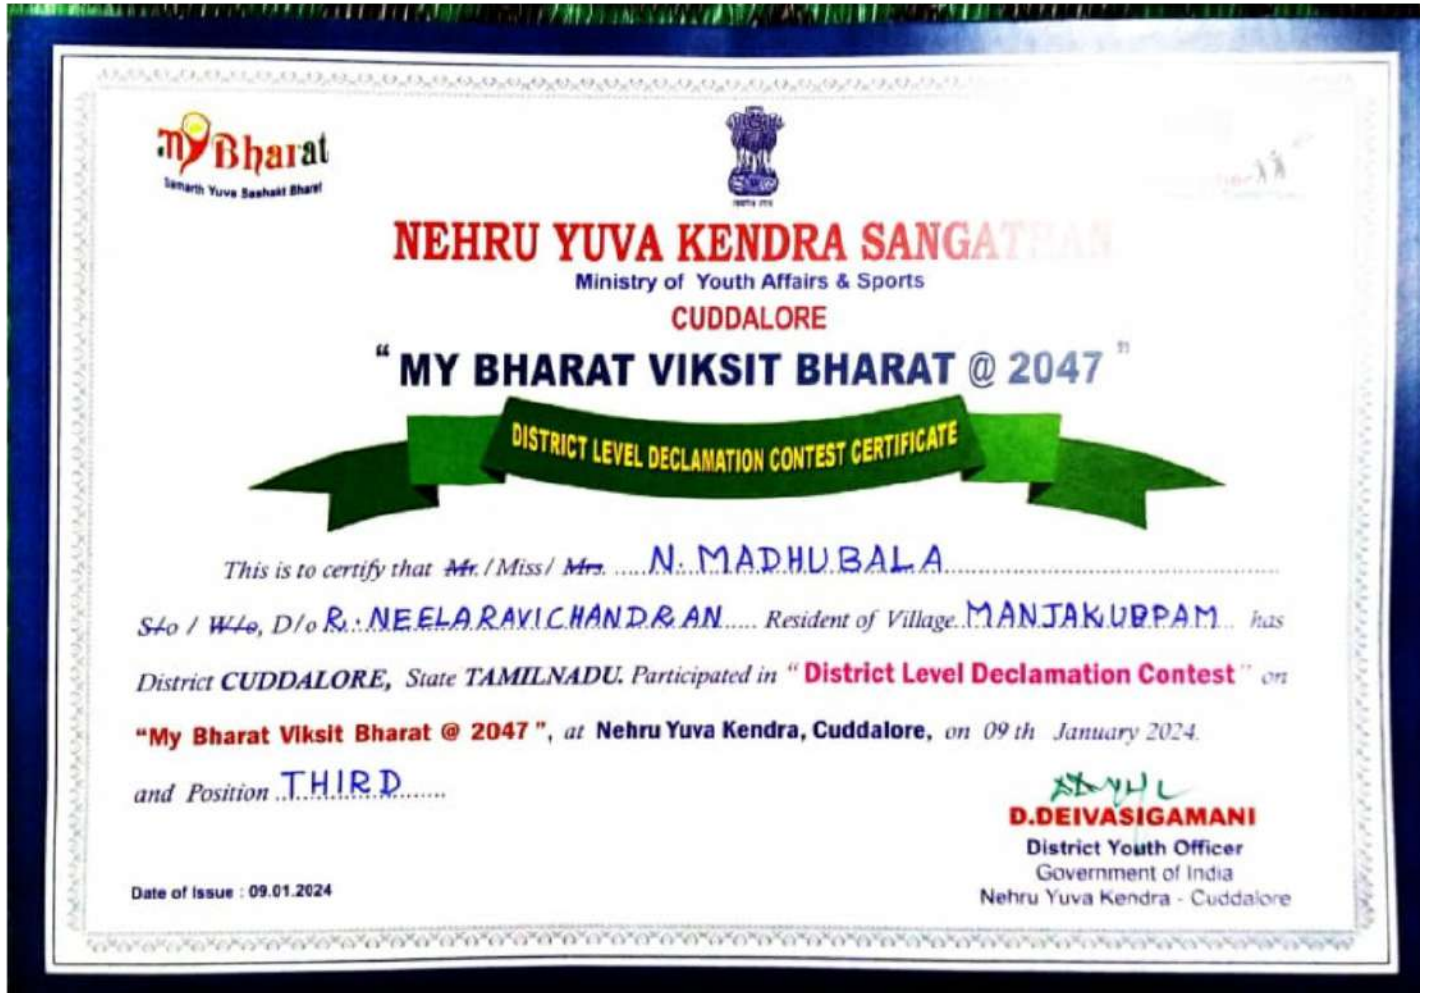 my Bharat
Samarth Yuva Sashakt Bharat
NEHRU YUVA KENDRA SANGATHAN
Ministry of Youth Affairs & Sports
CUDDALORE
“ MY BHARAT VIKSIT BHARAT @ 2047 ”
DISTRICT LEVEL DECLAMATION CONTEST CERTIFICATE
This is to certify that Mr. / Miss / Mrs. ..... N. MADHUBALA
S/o / W/o, D/o R. NEELARAVICHANDRAN ..... Resident of Village MANJAKUPPAM has
District CUDDALORE, State TAMILNADU. Participated in “ District Level Declamation Contest ” on
“My Bharat Viksit Bharat @ 2047 ”, at Nehru Yuva Kendra, Cuddalore, on 09 th January 2024.
and Position THIRD
D.DEIVASIGAMANI
District Youth Officer
Government of India
Nehru Yuva Kendra - Cuddalore
Date of Issue : 09.01.2024